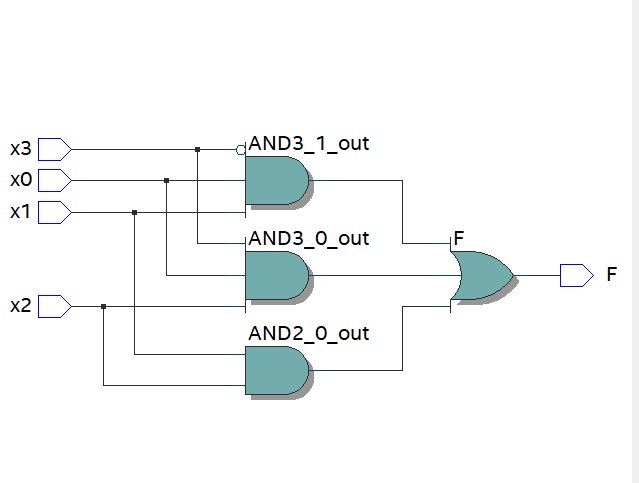 x3
AND3_1_out
x0
x1
AND3_0_out
F
F
x2
AND2_0_out